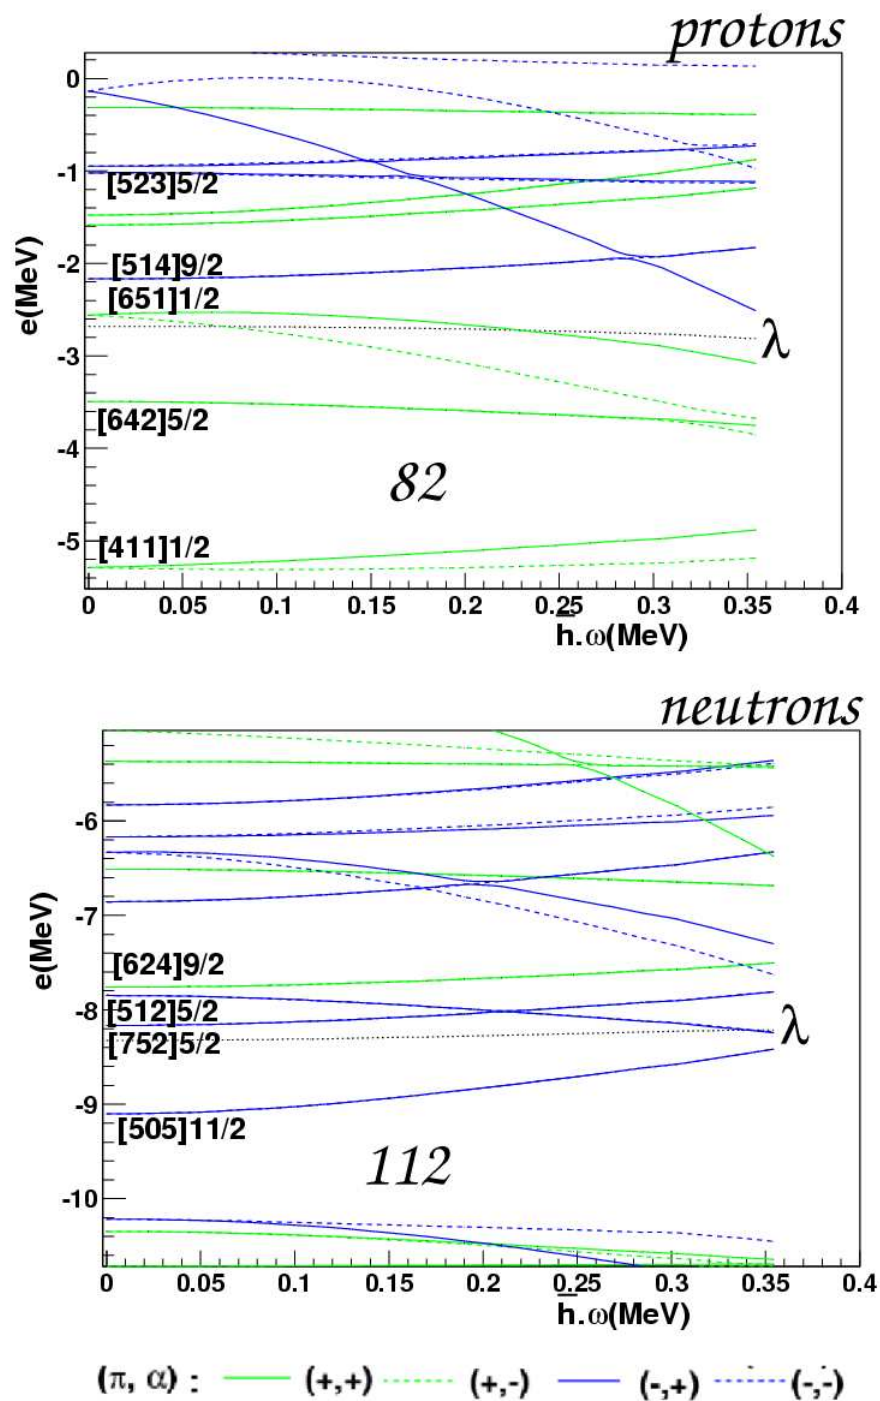 protons
0
-1
[523]5/2
e(MeV)
-2
[514]9/2
[651]1/2
-3
λ
[642]5/2
-4
82
-5
[411]1/2
0 0.05 0.1 0.15 0.2 0.25 0.3 0.35 0.4
ħ.ω(MeV)
neutrons
-6
e(MeV)
-7
[624]9/2
-8
[512]5/2
λ
[752]5/2
-9
[505]11/2
112
-10
0 0.05 0.1 0.15 0.2 0.25 0.3 0.35 0.4
ħ.ω(MeV)
(π, α) : (+,+) (+,-) (-,+) (-,-)